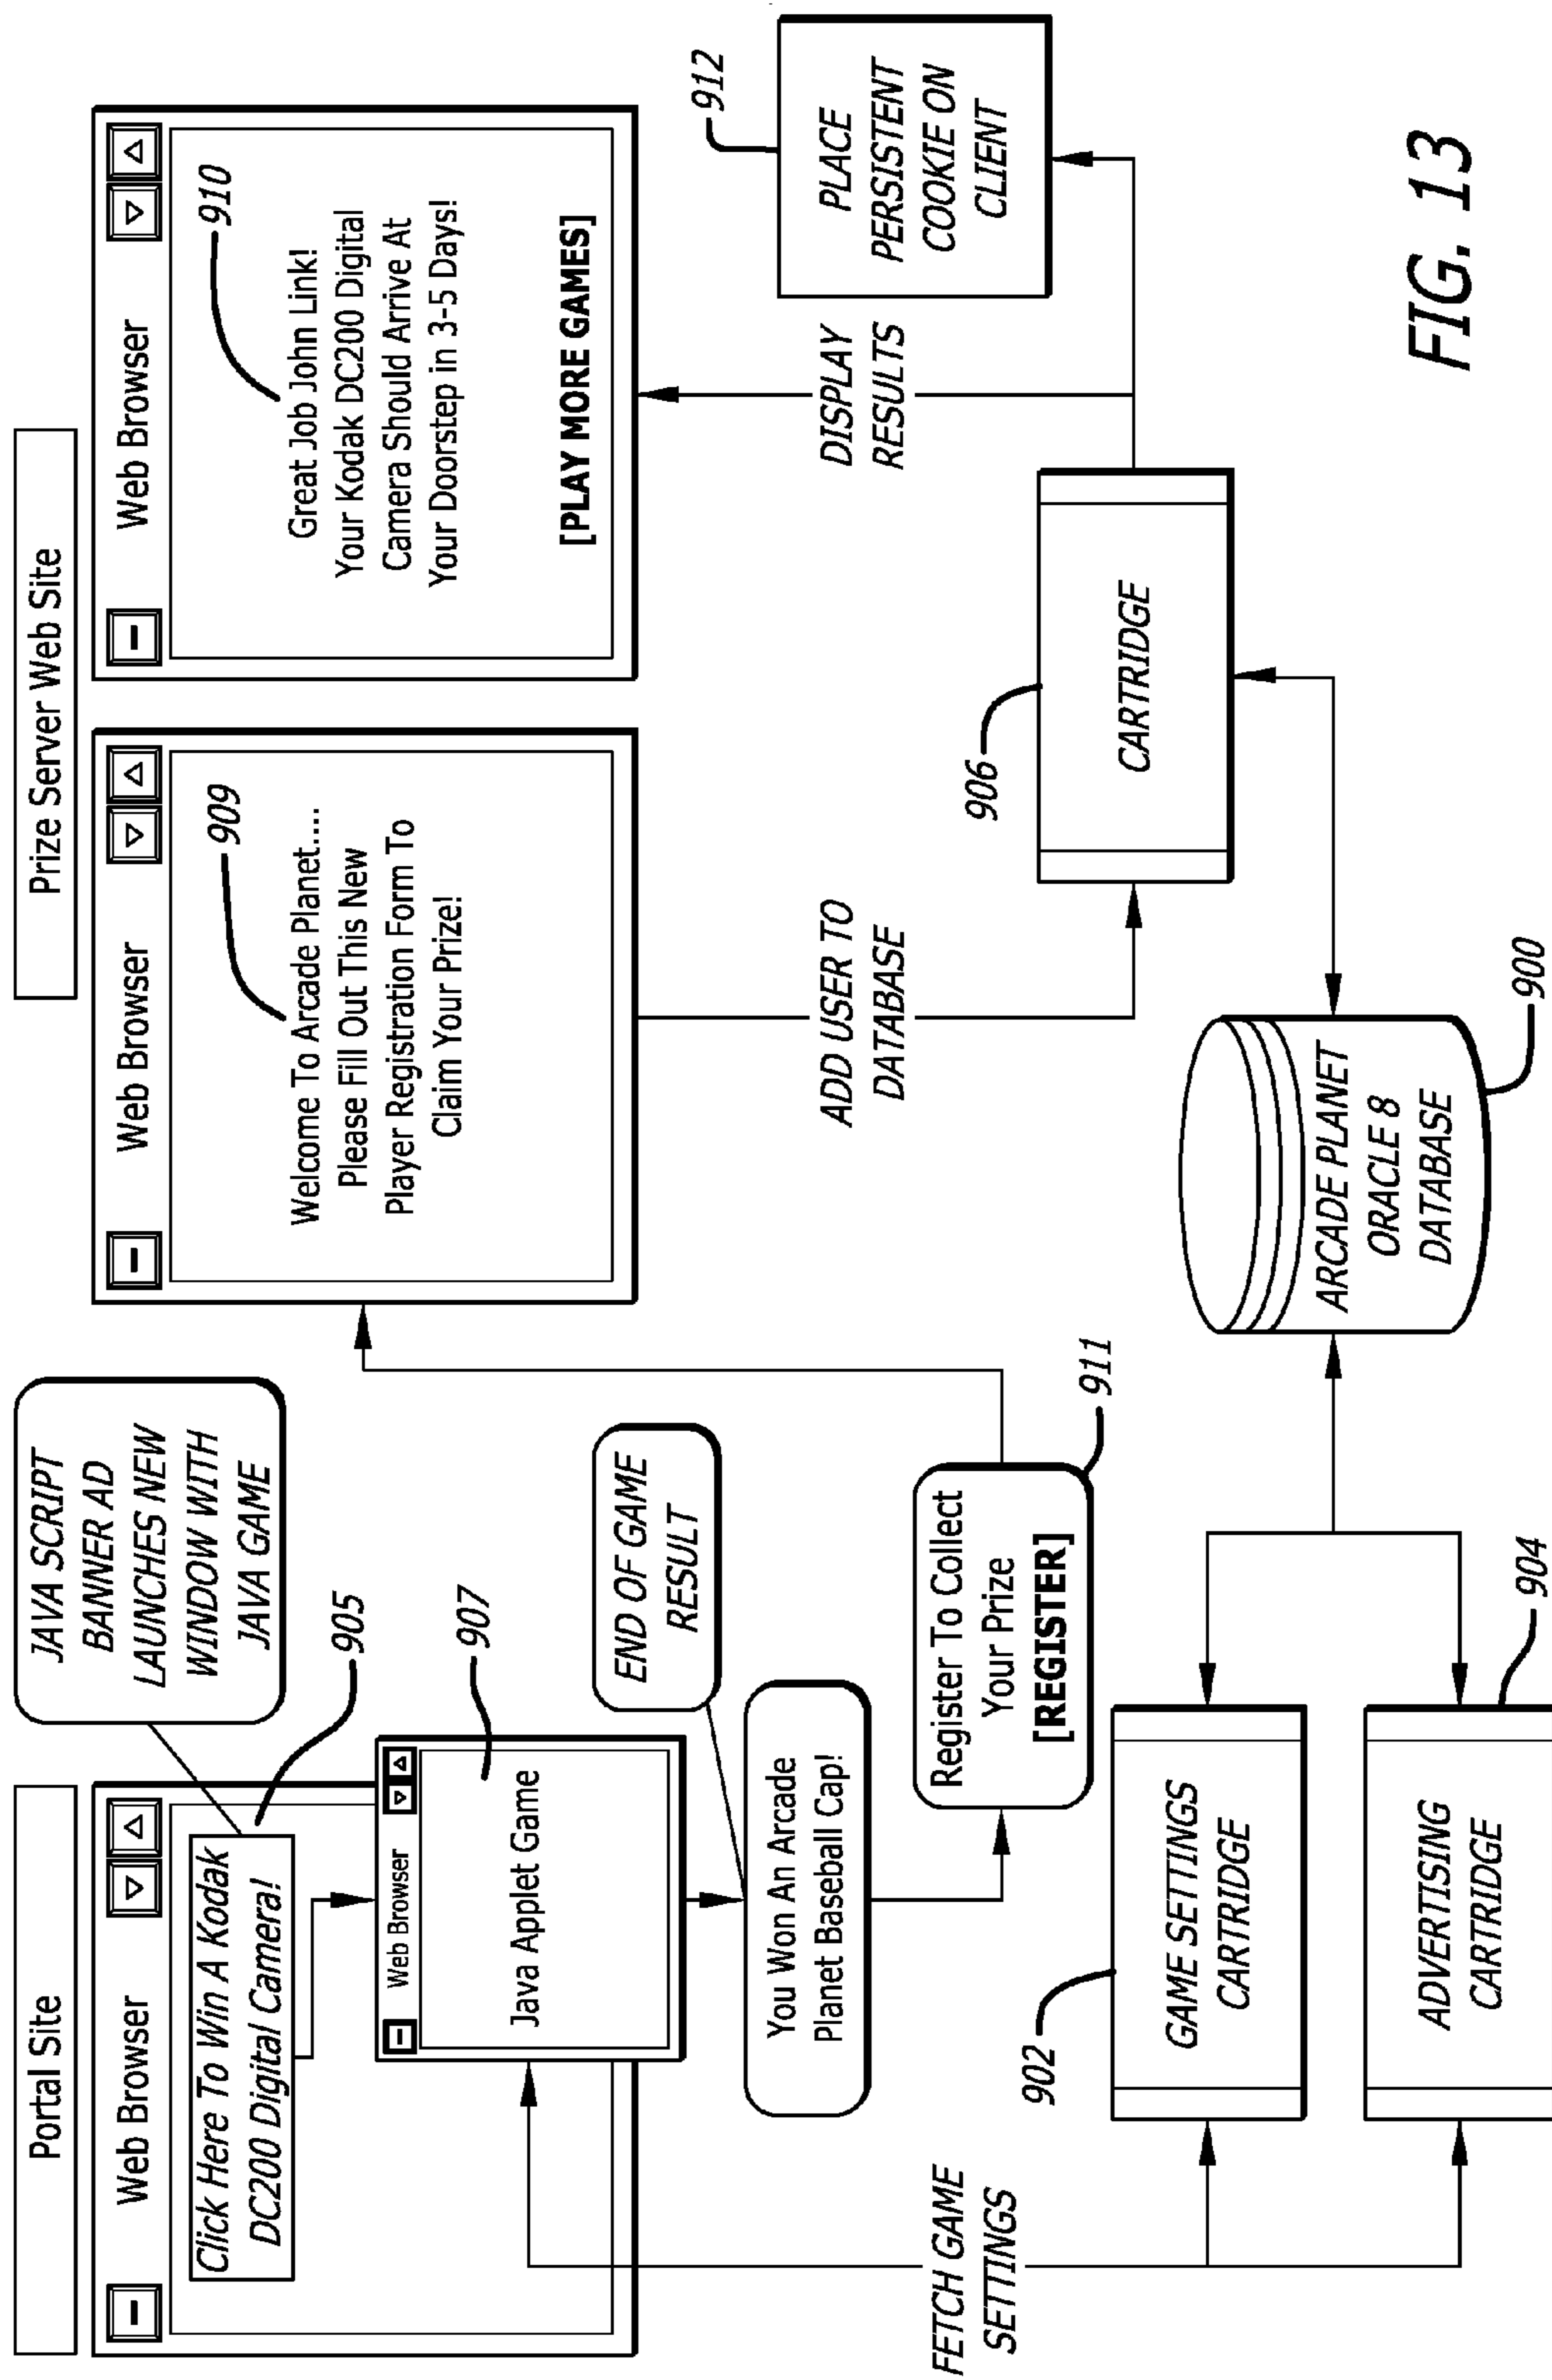 Portal Site
Web Browser
Click Here To Win A Kodak
DC200 Digital Camera!
905
JAVA SCRIPT
BANNER AD
LAUNCHES NEW
WINDOW WITH
JAVA GAME
Web Browser
Java Applet Game
907
END OF GAME
RESULT
You Won An Arcade
Planet Baseball Cap!
Register To Collect
Your Prize
[REGISTER]
911
FETCH GAME
SETTINGS
902
GAME SETTINGS
CARTRIDGE
ADVERTISING
CARTRIDGE
904
Prize Server Web Site
Web Browser
909
Welcome To Arcade Planet....
Please Fill Out This New
Player Registration Form To
Claim Your Prize!
Web Browser
910
Great Job John Link!
Your Kodak DC200 Digital
Camera Should Arrive At
Your Doorstep in 3-5 Days!
[PLAY MORE GAMES]
ADD USER TO
DATABASE
DISPLAY
RESULTS
912
PLACE
PERSISTENT
COOKIE ON
CLIENT
906
CARTRIDGE
ARCADE PLANET
ORACLE 8
DATABASE
900
FIG. 13